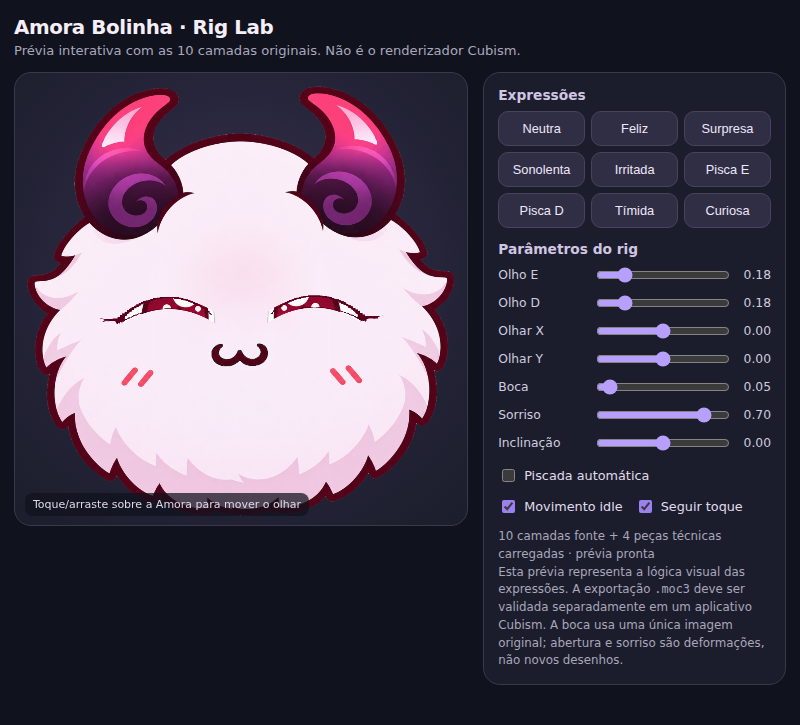 Amora Bolinha · Rig Lab
Prévia interativa com as 10 camadas originais. Não é o renderizador Cubism.
Toque/arraste sobre a Amora para mover o olhar
Expressões
Neutra Feliz Surpresa
Sonolenta Irritada Pisca E
Pisca D Tímida Curiosa
Parâmetros do rig
Olho E 0.18
Olho D 0.18
Olhar X 0.00
Olhar Y 0.00
Boca 0.05
Sorriso 0.70
Inclinação 0.00
Piscada automática
Movimento idle Seguir toque
10 camadas fonte + 4 peças técnicas
carregadas · prévia pronta
Esta prévia representa a lógica visual das
expressões. A exportação .moc3 deve ser
validada separadamente em um aplicativo
Cubism. A boca usa uma única imagem
original; abertura e sorriso são deformações,
não novos desenhos.